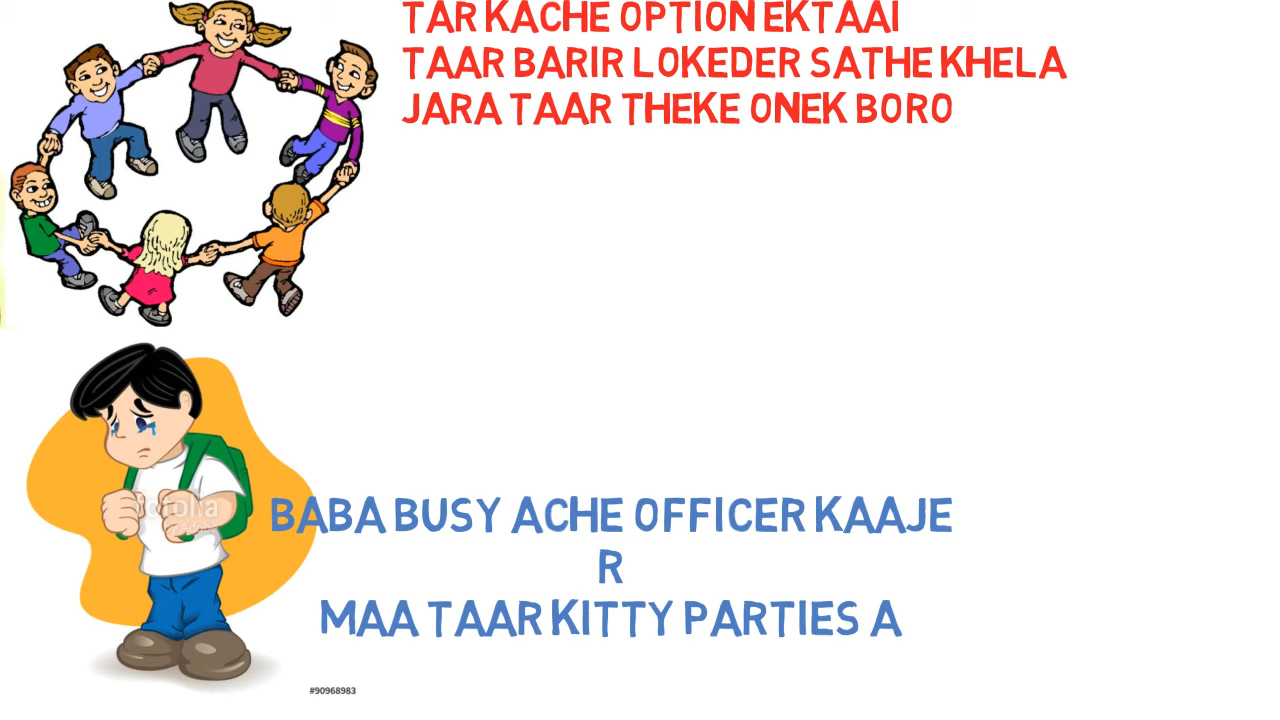 TAR KACHE OPTION EKTAAI
TAAR BARIR LOKEDER SATHE KHELA
JARA TAAR THEKE ONEK BORO
BABA BUSY ACHE OFFICER KAAJE
R
MAA TAAR KITTY PARTIES A
#90968983